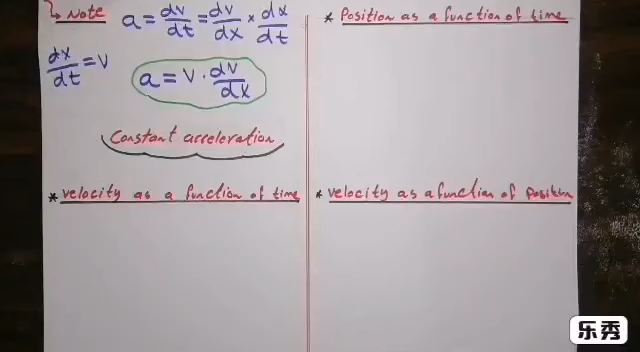 Note
a = dv/dt = dv/dx × dx/dt
dx/dt = v
a = v · dv/dx
Constant acceleration
* velocity as a function of time
* Position as a function of time
* velocity as a function of position
乐秀